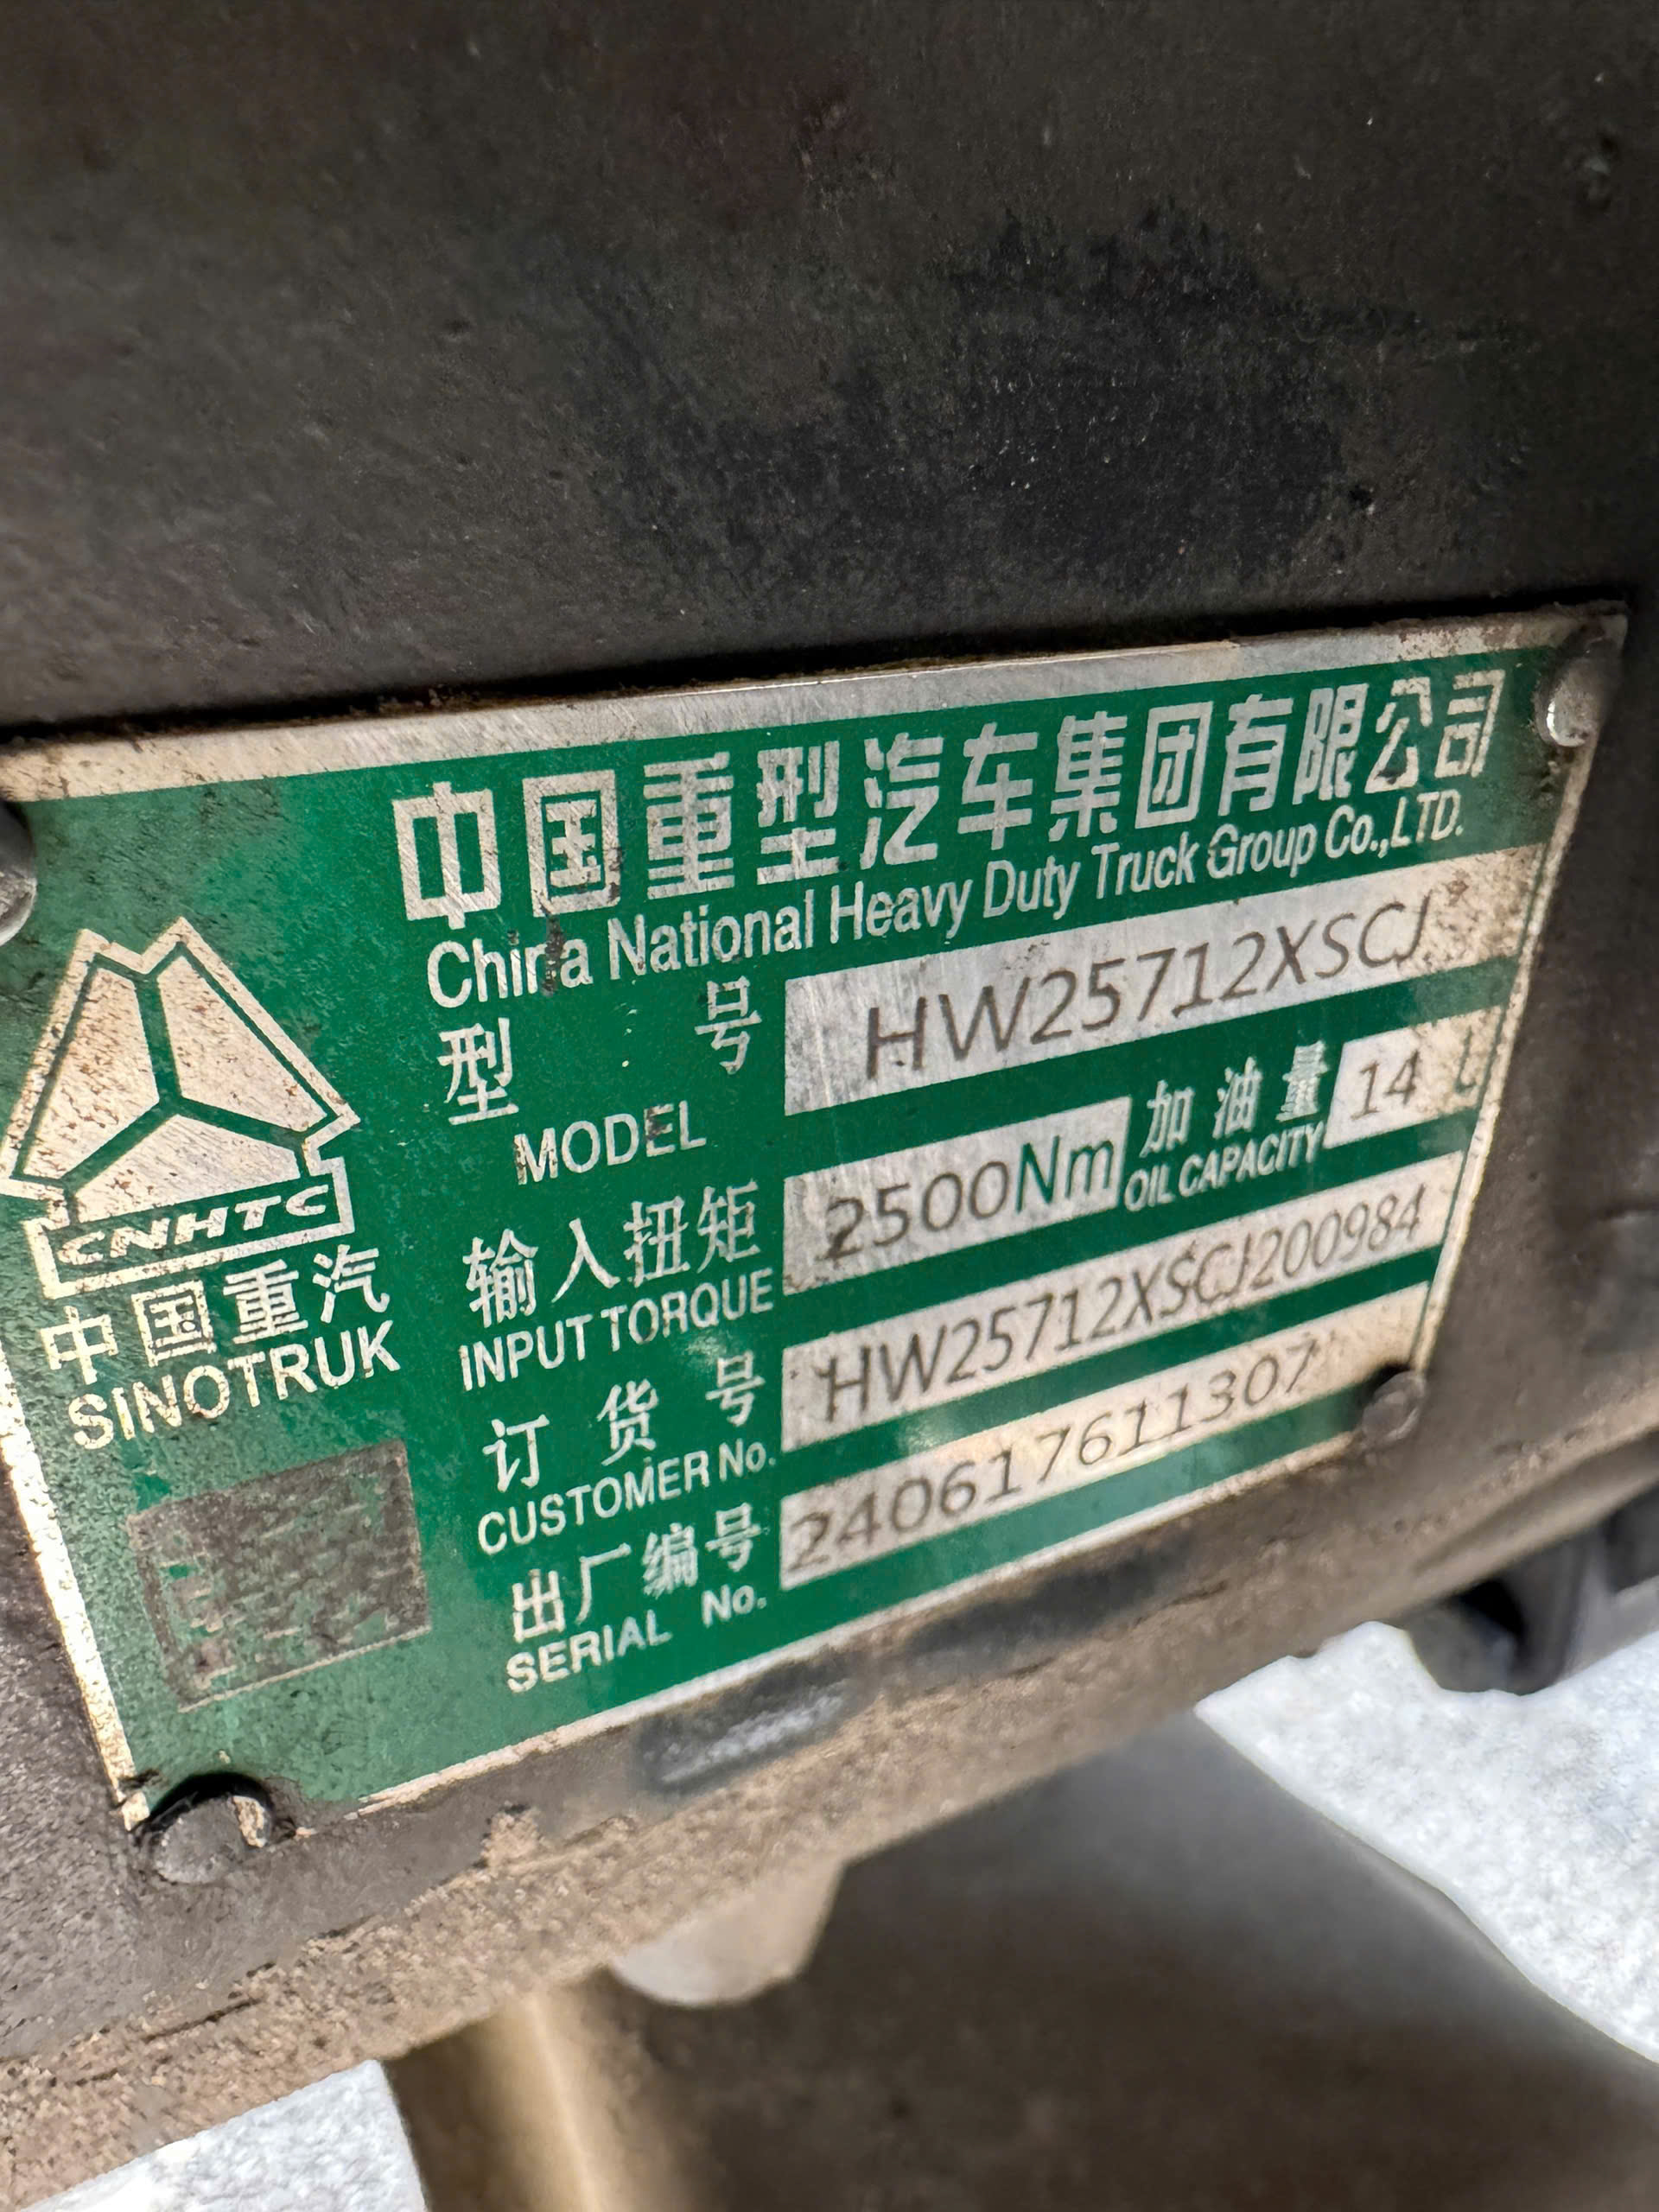 中国重型汽车集团有限公司
China National Heavy Duty Truck Group Co.,LTD.
型 号 HW25712XSCJ
MODEL
输入扭矩 2500Nm 加油量 14 L
INPUT TORQUE OIL CAPACITY
订货号 HW25712XSCJ200984
CUSTOMER No.
出厂编号 240617611307
SERIAL No.
CNHTC
中国重汽
SINOTRUK